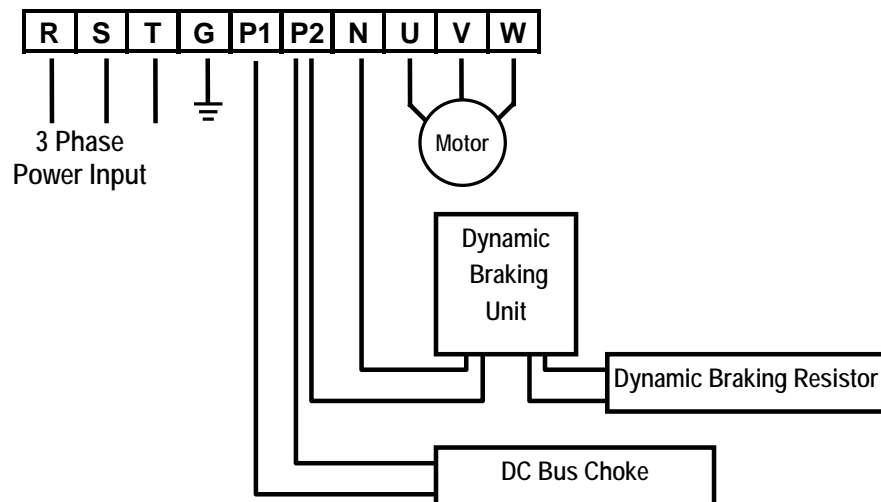 R S T G P1 P2 N U V W
3 Phase
Power Input
Motor
Dynamic
Braking
Unit
Dynamic Braking Resistor
DC Bus Choke